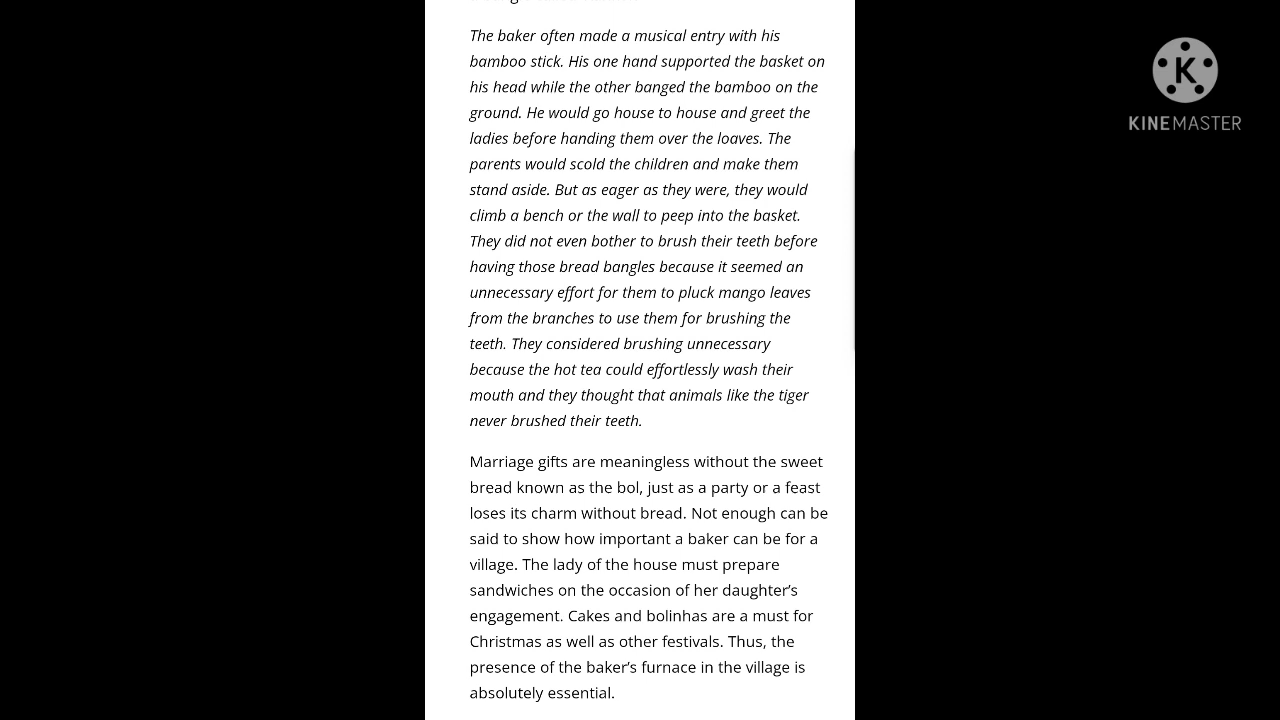 The baker often made a musical entry with his
bamboo stick. His one hand supported the basket on
his head while the other banged the bamboo on the
ground. He would go house to house and greet the
ladies before handing them over the loaves. The
parents would scold the children and make them
stand aside. But as eager as they were, they would
climb a bench or the wall to peep into the basket.
They did not even bother to brush their teeth before
having those bread bangles because it seemed an
unnecessary effort for them to pluck mango leaves
from the branches to use them for brushing the
teeth. They considered brushing unnecessary
because the hot tea could effortlessly wash their
mouth and they thought that animals like the tiger
never brushed their teeth.
Marriage gifts are meaningless without the sweet
bread known as the bol, just as a party or a feast
loses its charm without bread. Not enough can be
said to show how important a baker can be for a
village. The lady of the house must prepare
sandwiches on the occasion of her daughter’s
engagement. Cakes and bolinhas are a must for
Christmas as well as other festivals. Thus, the
presence of the baker’s furnace in the village is
absolutely essential.
K
KINEMASTER